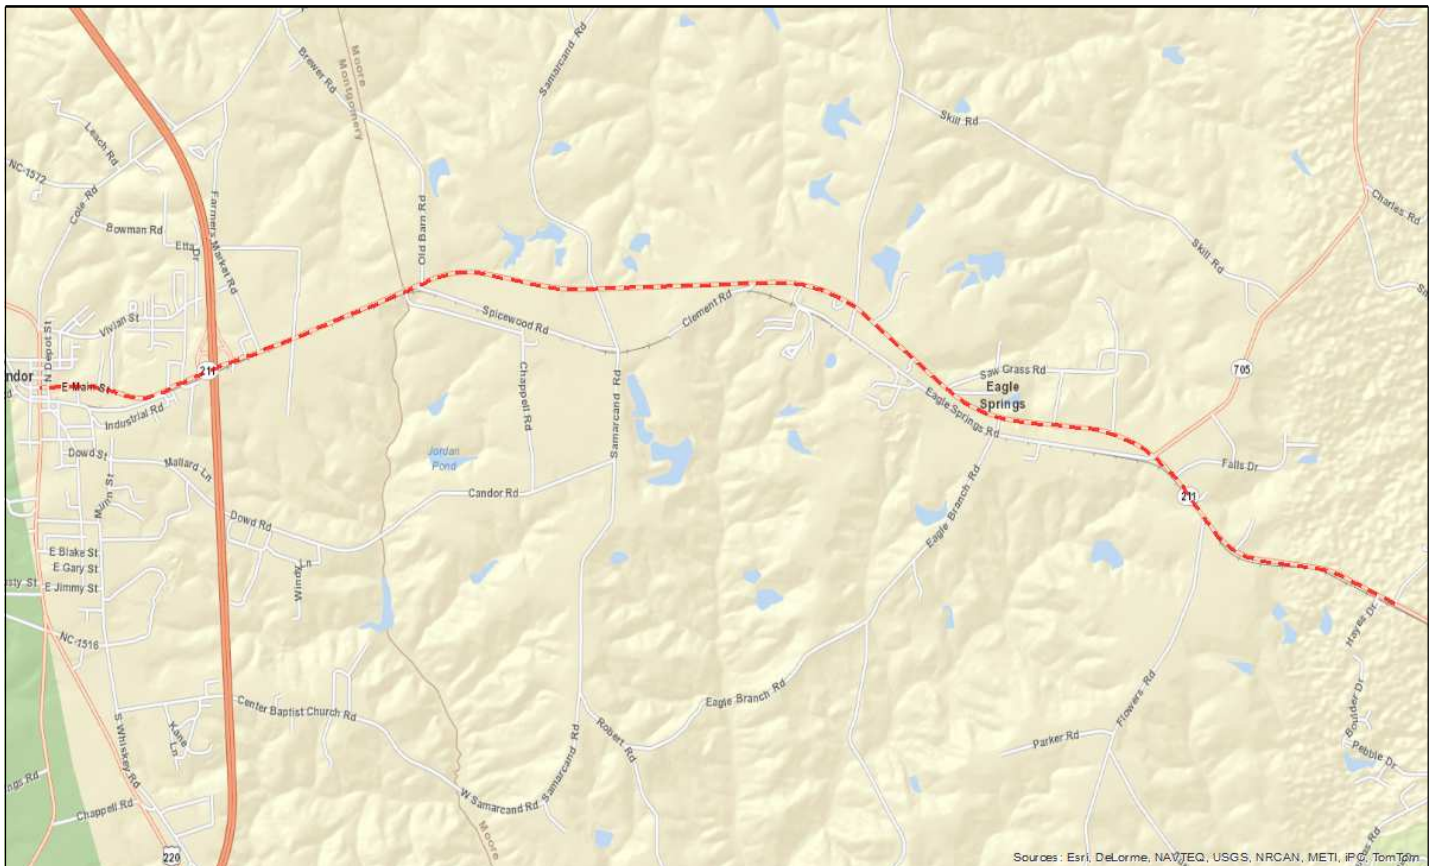 Samarcand Rd
Brewer Rd
Moore
Montgomery
Skill Rd
Leach Rd
NC-1572
Cole Rd
Bowman Rd
Etta Dr
Farmers Market Rd
Old Barn Rd
Charles Rd
Skill Rd
Vivian St
N Depot St
Spicewood Rd
Clement Rd
211
E Main St
Industrial Rd
Chappell Rd
Samarcand Rd
Saw Grass Rd
Eagle
Springs
Eagle Springs Rd
705
Dowd St
Mallard Ln
Main St
Jordan
Pond
Candor Rd
Falls Dr
211
Dowd Rd
Eagle Branch Rd
E Blake St
E Gary St
E Jimmy St
Windy Ln
NC-1516
Hayes Dr
Center Baptist Church Rd
Eagle Branch Rd
Flowers Rd
Boulder Dr
Kane Ln
S Whiskey Rd
Robert Rd
Samarcand Rd
Parker Rd
Pebble Dr
W Samarcand Rd
Chappell Rd
Moore
220
Sources: Esri, DeLorme, NAVTEQ, USGS, NRCAN, METI, iPC, TomTom